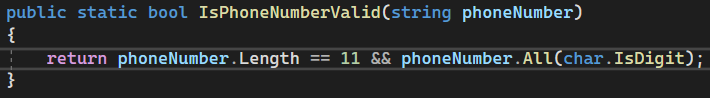 public static bool IsPhoneNumberValid(string phoneNumber)
{
    return phoneNumber.Length == 11 && phoneNumber.All(char.IsDigit);
}